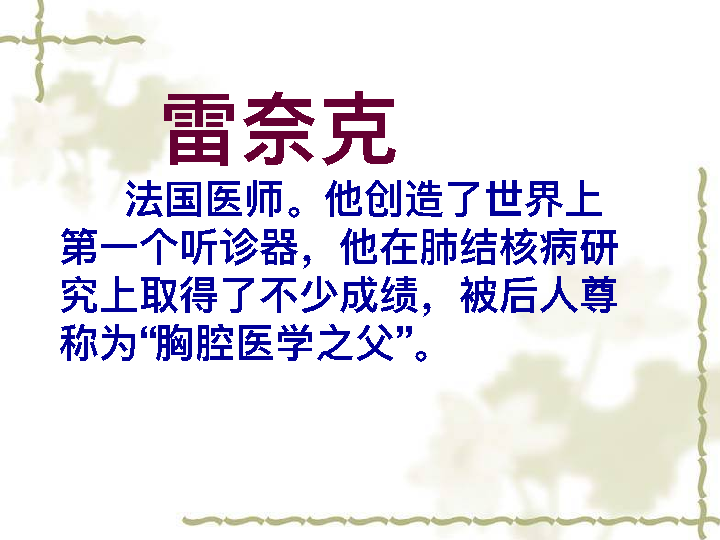 雷奈克
法国医师。他创造了世界上
第一个听诊器，他在肺结核病研
究上取得了不少成绩，被后人尊
称为“胸腔医学之父”。